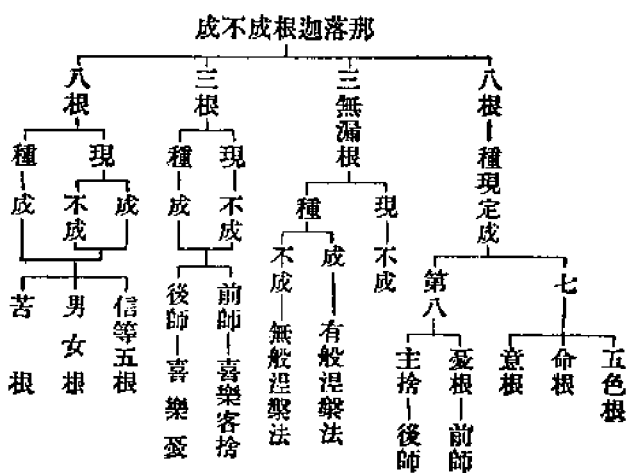 那落迦根成不成
八根—種現定成
七
五色根
命根
意根
第八
憂根—前師
主捨—後師
三無漏根
現
不成
種
成—有般涅槃法
不成—無般涅槃法
三根
現
不成
種
成
前師—喜樂客捨
後師—喜樂憂
八根
現
成
不成
種
成
信等五根
男女根
苦根